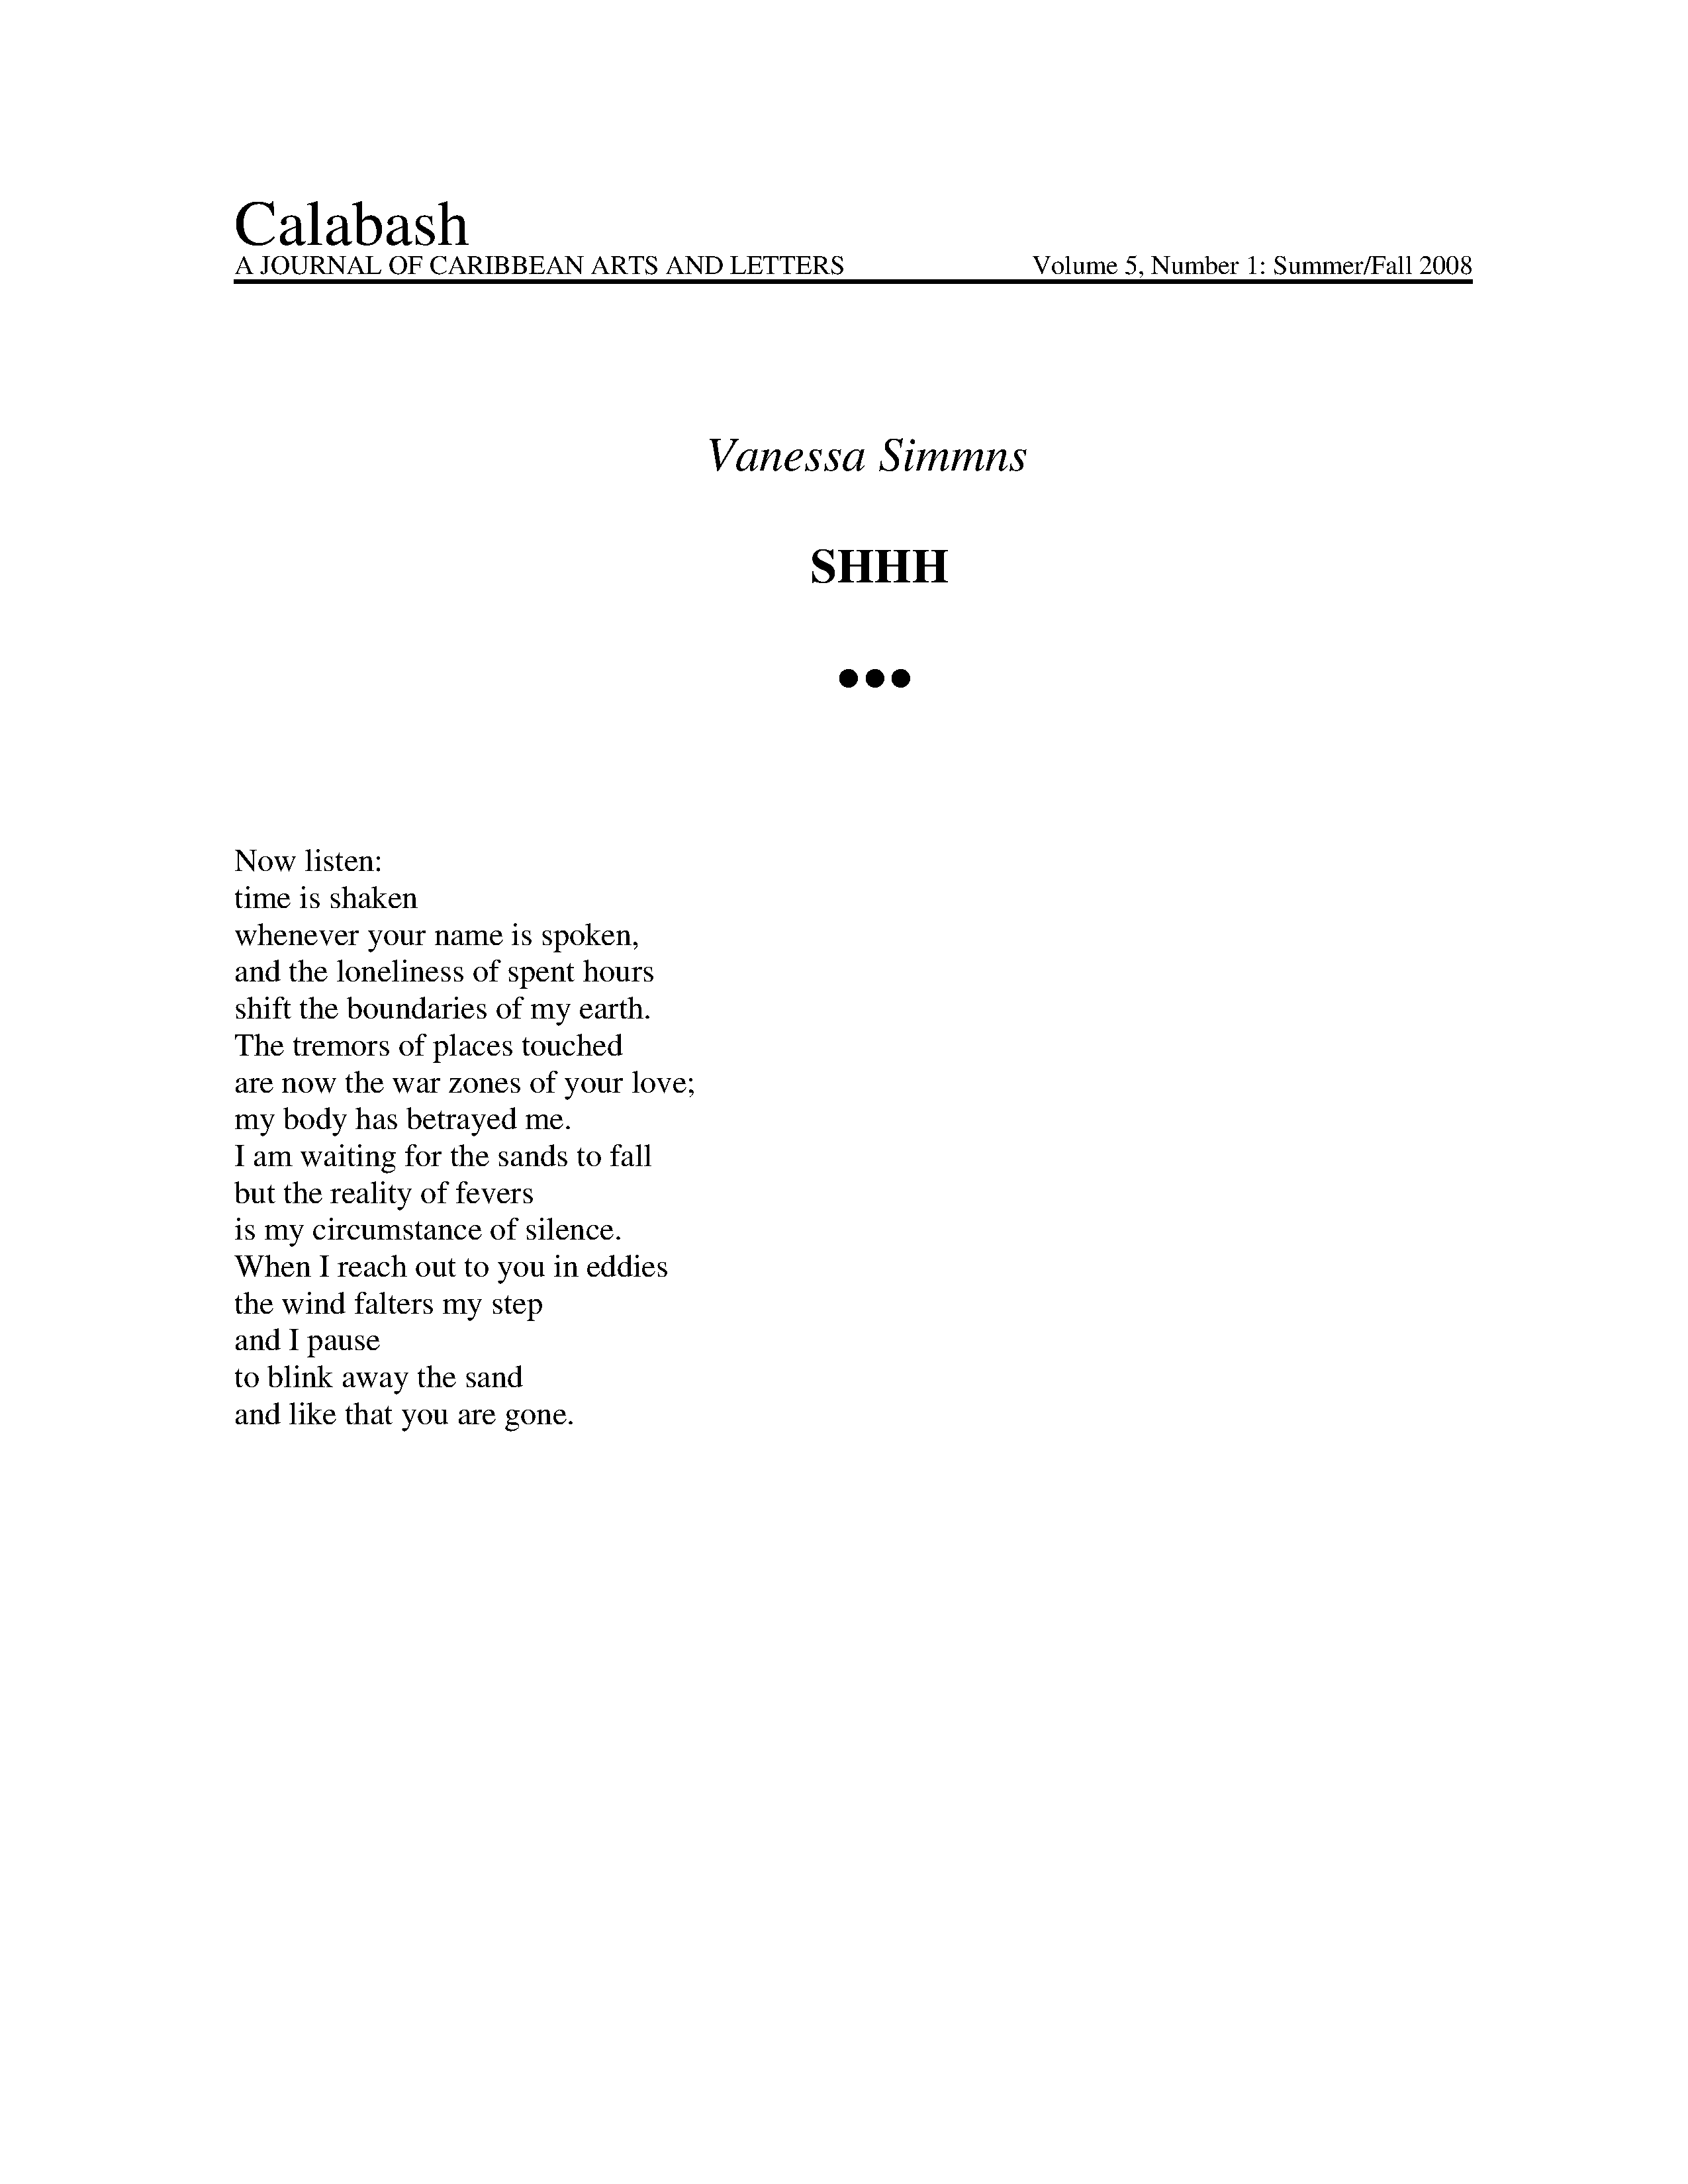 Calabash
A JOURNAL OF CARIBBEAN ARTS AND LETTERS Volume 5, Number 1: Summer/Fall 2008
Vanessa Simmns
SHHH
●●●
Now listen:
time is shaken
whenever your name is spoken,
and the loneliness of spent hours
shift the boundaries of my earth.
The tremors of places touched
are now the war zones of your love;
my body has betrayed me.
I am waiting for the sands to fall
but the reality of fevers
is my circumstance of silence.
When I reach out to you in eddies
the wind falters my step
and I pause
to blink away the sand
and like that you are gone.